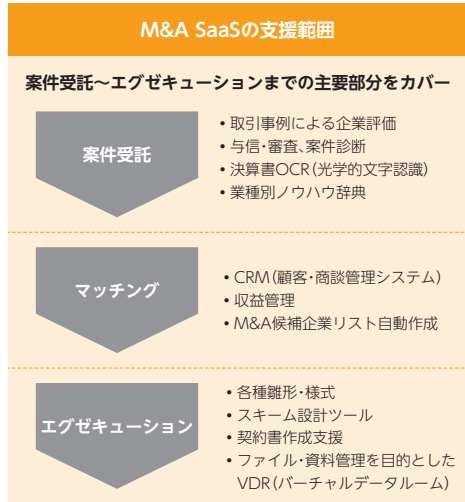 M&A SaaSの支援範囲
案件受託～エグゼキューションまでの主要部分をカバー
案件受託
• 取引事例による企業評価
• 与信・審査、案件診断
• 決算書OCR（光学的文字認識）
• 業種別ノウハウ辞典
マッチング
• CRM（顧客・商談管理システム）
• 収益管理
• M&A候補企業リスト自動作成
エグゼキューション
• 各種雛形・様式
• スキーム設計ツール
• 契約書作成支援
• ファイル・資料管理を目的とした
VDR（バーチャルデータルーム）